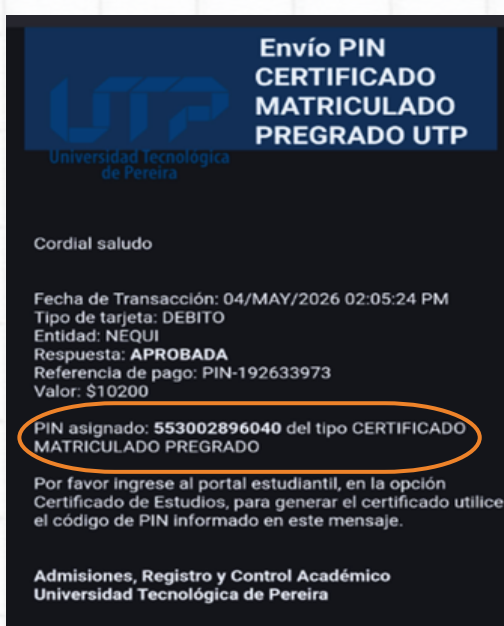 Envío PIN
CERTIFICADO
MATRICULADO
PREGRADO UTP
UTP
Universidad Tecnológica
de Pereira
Cordial saludo
Fecha de Transacción: 04/MAY/2026 02:05:24 PM
Tipo de tarjeta: DEBITO
Entidad: NEQUI
Respuesta: APROBADA
Referencia de pago: PIN-192633973
Valor: $10200
PIN asignado: 553002896040 del tipo CERTIFICADO
MATRICULADO PREGRADO
Por favor ingrese al portal estudiantil, en la opción
Certificado de Estudios, para generar el certificado utilice
el código de PIN informado en este mensaje.
Admisiones, Registro y Control Académico
Universidad Tecnológica de Pereira